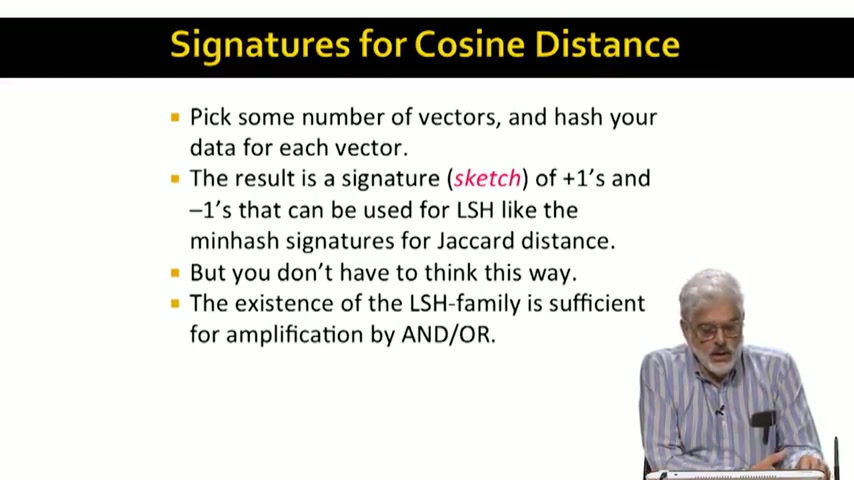 Signatures for Cosine Distance
Pick some number of vectors, and hash your
data for each vector.
The result is a signature (sketch) of +1's and
–1's that can be used for LSH like the
minhash signatures for Jaccard distance.
But you don't have to think this way.
The existence of the LSH-family is sufficient
for amplification by AND/OR.